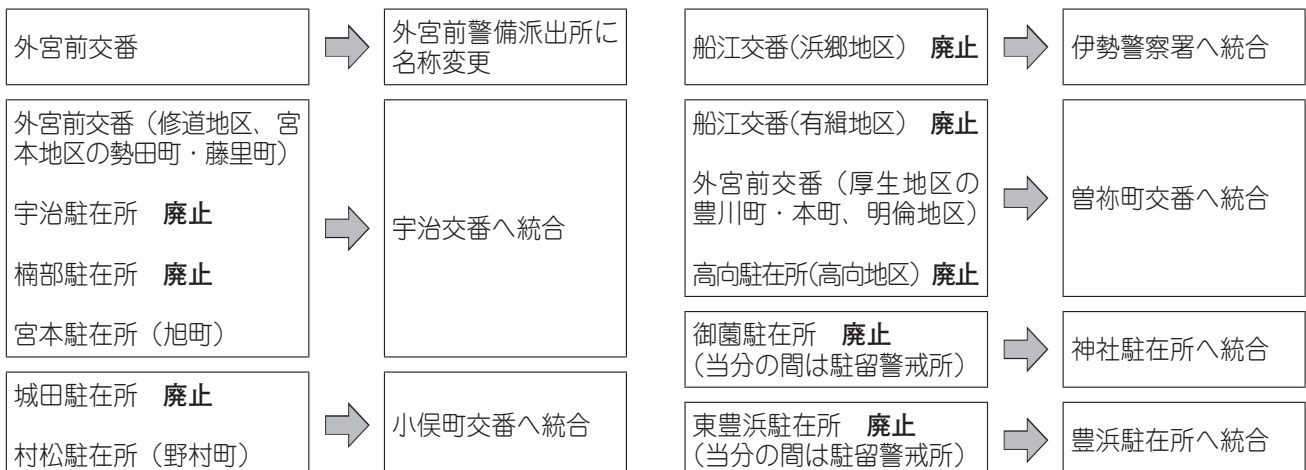 外宮前交番
外宮前警備派出所に
名称変更
外宮前交番（修道地区、宮
本地区の勢田町・藤里町）
宇治駐在所　廃止
楠部駐在所　廃止
宮本駐在所（旭町）
宇治交番へ統合
城田駐在所　廃止
村松駐在所（野村町）
小俣町交番へ統合
船江交番(浜郷地区)　廃止
伊勢警察署へ統合
船江交番(有緝地区)　廃止
外宮前交番（厚生地区の
豊川町・本町、明倫地区）
高向駐在所(高向地区) 廃止
曽祢町交番へ統合
御薗駐在所　廃止
（当分の間は駐留警戒所）
神社駐在所へ統合
東豊浜駐在所　廃止
（当分の間は駐留警戒所）
豊浜駐在所へ統合